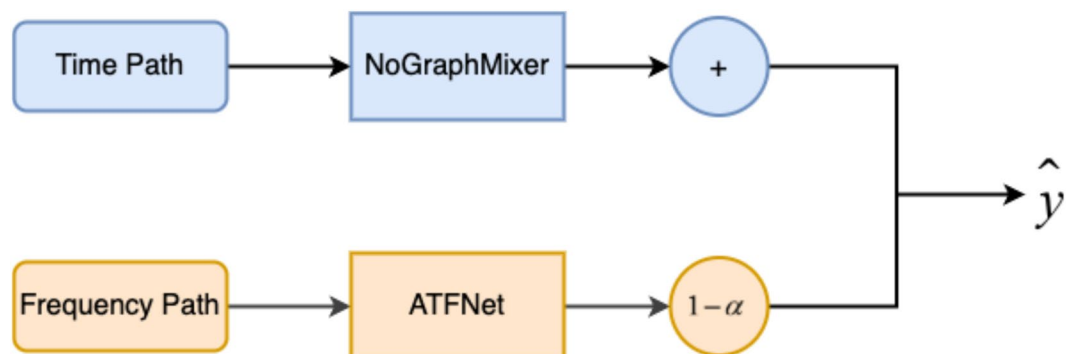 Time Path
NoGraphMixer
+
ŷ
Frequency Path
ATFNet
1−α